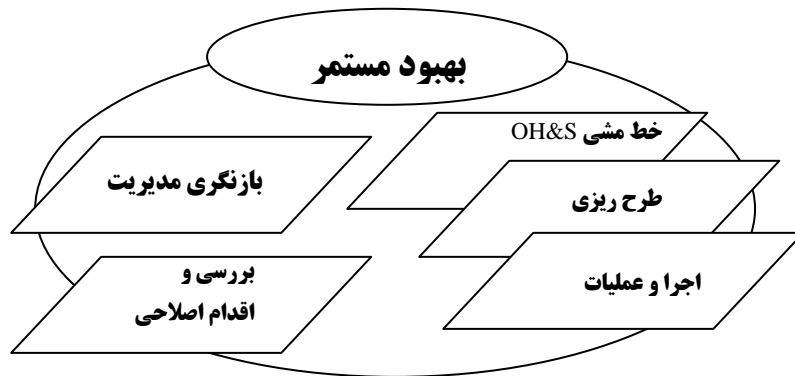 بهبود مستمر
خط مشی OH&S
بازنگری مدیریت
طرح ریزی
بررسی و
اقدام اصلاحی
اجرا و عملیات